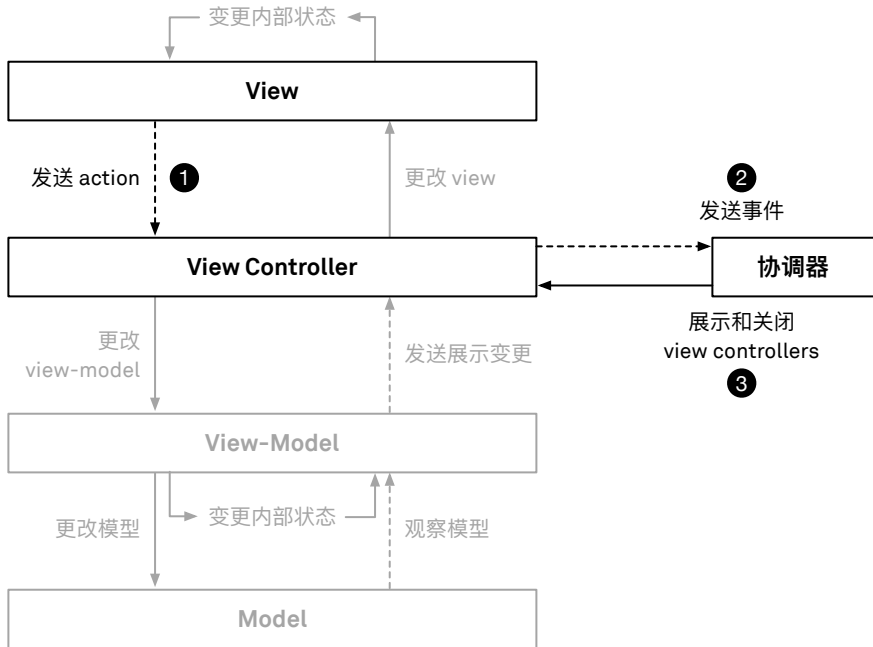 变更内部状态
View
发送 action
1
更改 view
2
发送事件
View Controller
协调器
更改
view-model
发送展示变更
展示和关闭
view controllers
3
View-Model
更改模型
变更内部状态
观察模型
Model